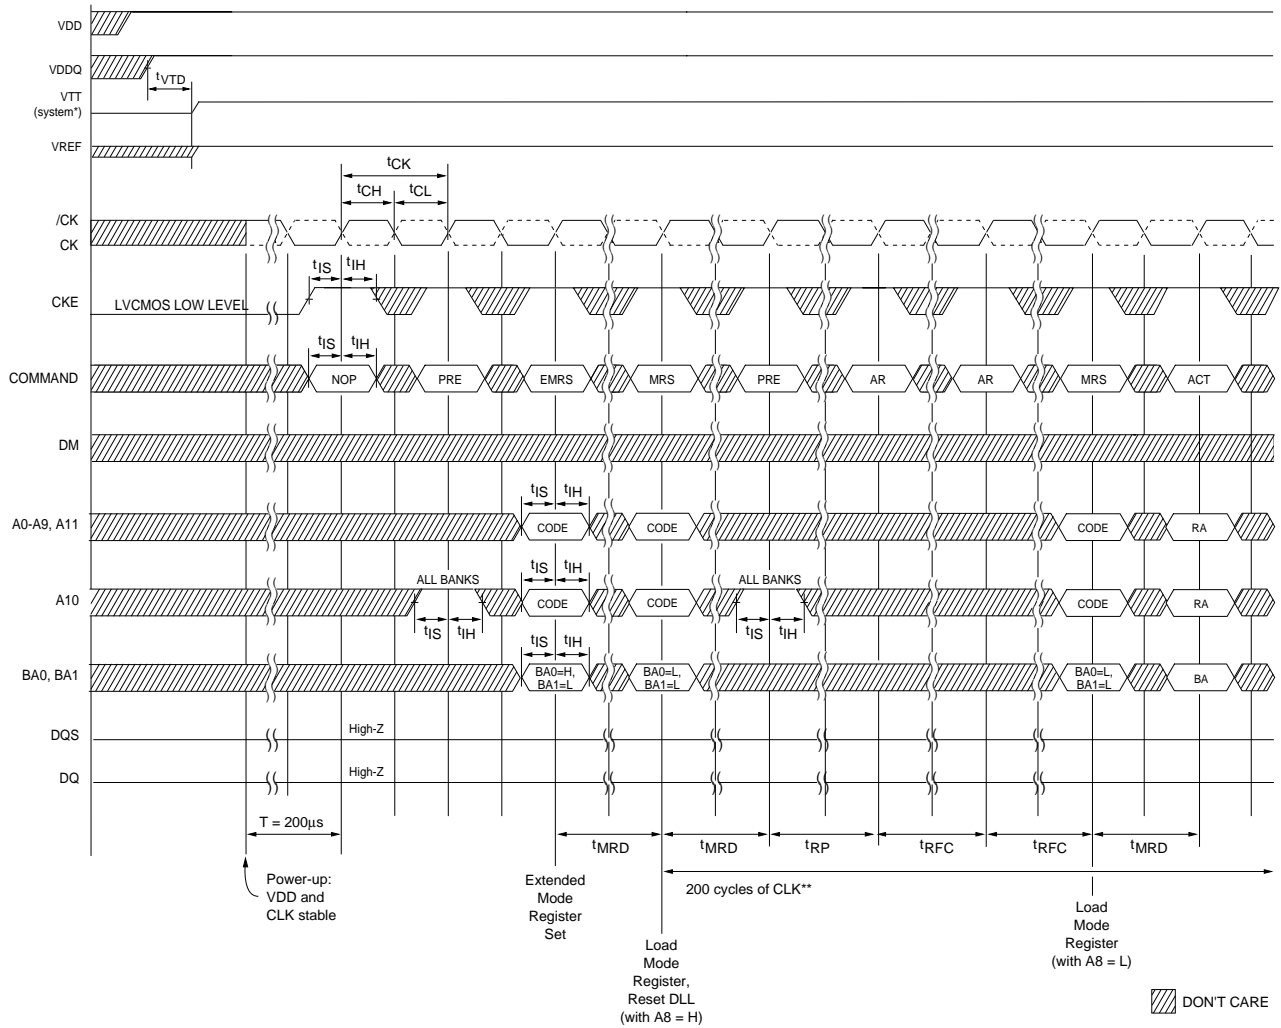 VDD
VDDQ
tVTD
VTT
(system*)
VREF
tCK
tCH tCL
/CK
CK
tIS tIH
CKE
LVCMOS LOW LEVEL
tIS tIH
COMMAND NOP PRE EMRS MRS PRE AR AR MRS ACT
DM
tIS tIH
A0-A9, A11 CODE CODE CODE RA
ALL BANKS tIS tIH ALL BANKS
A10 CODE CODE CODE RA
tIS tIH tIS tIH
tIS tIH
BA0, BA1 BA0=H, BA0=L, BA0=L, BA
BA1=L BA1=L BA1=L
DQS High-Z
DQ High-Z
T = 200µs
tMRD tMRD tRP tRFC tRFC tMRD
Power-up:
VDD and
CLK stable
Extended
Mode
Register
Set
200 cycles of CLK**
Load
Mode
Register,
Reset DLL
(with A8 = H)
Load
Mode
Register
(with A8 = L)
DON'T CARE